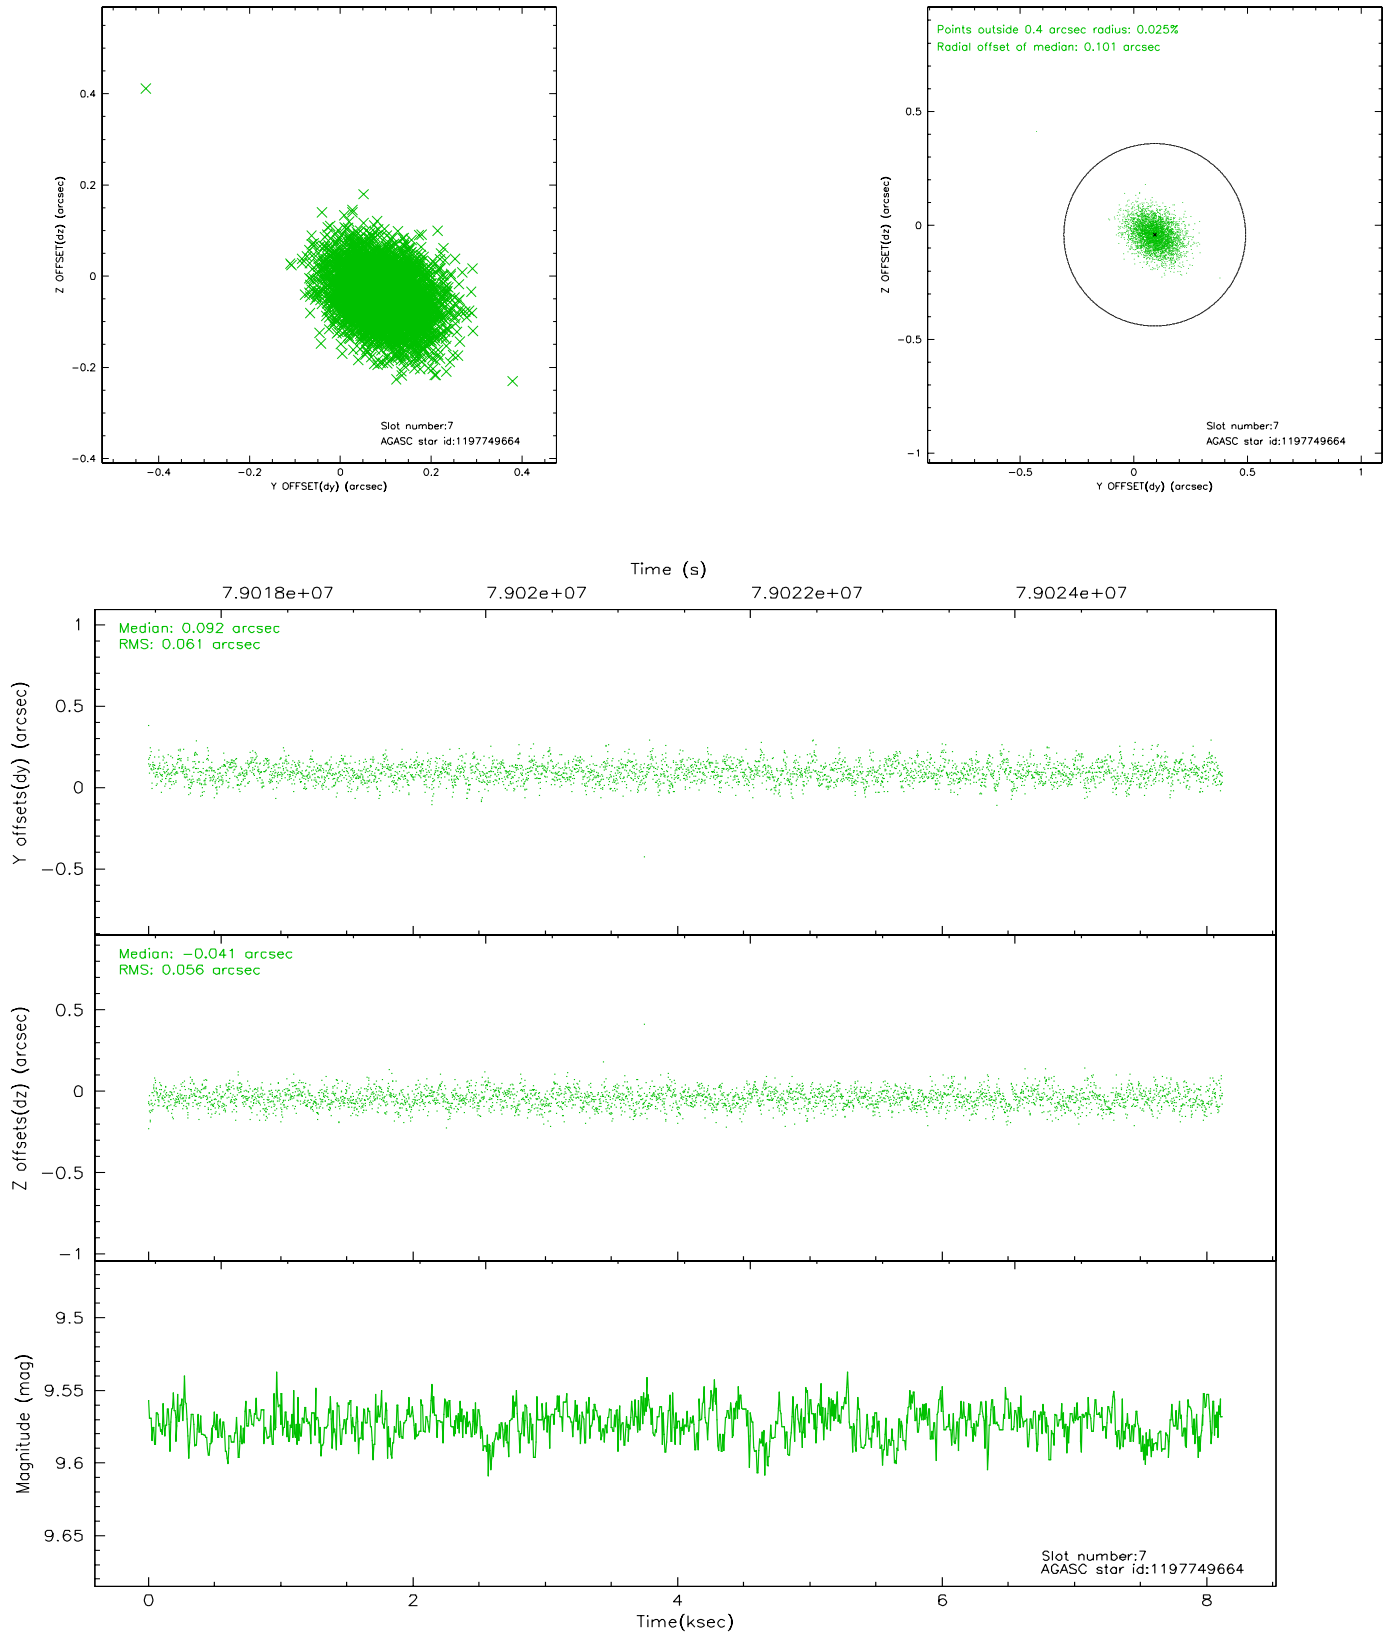 0.4
0.2
0
−0.2
−0.4
−0.4
−0.2
0
0.2
0.4
Z OFFSET(dz) (arcsec)
Y OFFSET(dy) (arcsec)
Slot number:7
AGASC star id:1197749664
Points outside 0.4 arcsec radius: 0.025%
Radial offset of median: 0.101 arcsec
0.5
0
−0.5
−1
−0.5
0
0.5
1
Z OFFSET(dz) (arcsec)
Y OFFSET(dy) (arcsec)
Slot number:7
AGASC star id:1197749664
Time (s)
7.9018e+07
7.902e+07
7.9022e+07
7.9024e+07
Median: 0.092 arcsec
RMS: 0.061 arcsec
1
0.5
0
−0.5
Y offsets(dy) (arcsec)
Median: −0.041 arcsec
RMS: 0.056 arcsec
0.5
0
−0.5
−1
Z offsets(dz) (arcsec)
9.5
9.55
9.6
9.65
Magnitude (mag)
Slot number:7
AGASC star id:1197749664
0
2
4
6
8
Time(ksec)